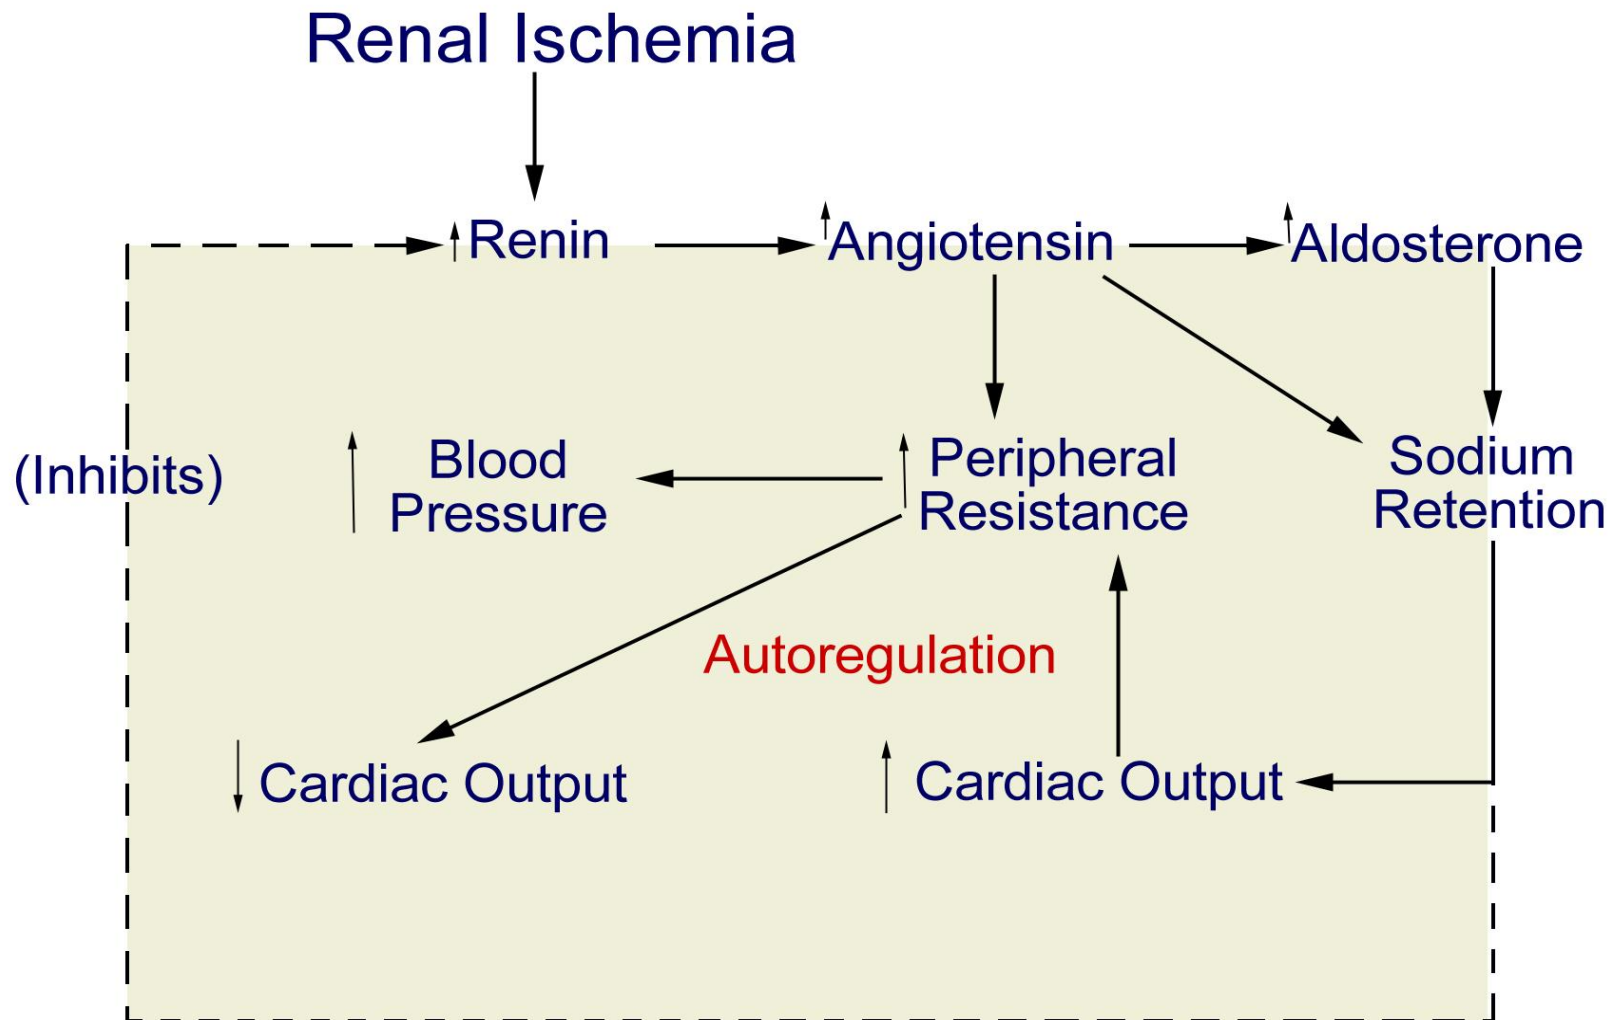 Renal Ischemia
↑ Renin
↑ Angiotensin
↑ Aldosterone
(Inhibits)
↑ Blood
Pressure
↑ Peripheral
Resistance
Sodium
Retention
Autoregulation
↓ Cardiac Output
↑ Cardiac Output